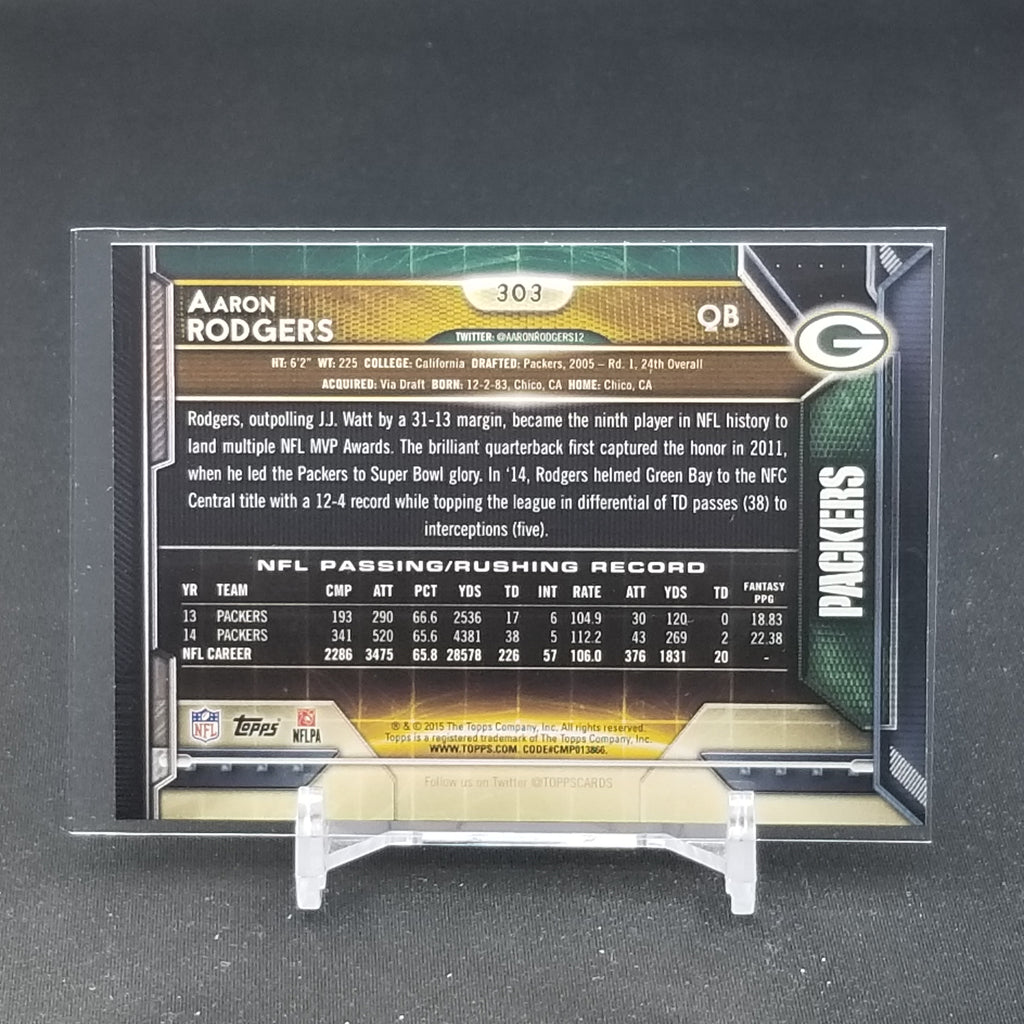 303
AARON
RODGERS
QB
G
TWITTER: @AARONRODGERS12
HT: 6'2" WT: 225 COLLEGE: California DRAFTED: Packers, 2005 – Rd. 1, 24th Overall
ACQUIRED: Via Draft BORN: 12-2-83, Chico, CA HOME: Chico, CA
Rodgers, outpolling J.J. Watt by a 31-13 margin, became the ninth player in NFL history to
land multiple NFL MVP Awards. The brilliant quarterback first captured the honor in 2011,
when he led the Packers to Super Bowl glory. In ‘14, Rodgers helmed Green Bay to the NFC
Central title with a 12-4 record while topping the league in differential of TD passes (38) to
interceptions (five).
PACKERS
NFL PASSING/RUSHING RECORD
YR TEAM CMP ATT PCT YDS TD INT RATE ATT YDS TD FANTASY PPG
13 PACKERS 193 290 66.6 2536 17 6 104.9 30 120 0 18.83
14 PACKERS 341 520 65.6 4381 38 5 112.2 43 269 2 22.38
NFL CAREER 2286 3475 65.8 28578 226 57 106.0 376 1831 20 -
NFL Topps NFLPA
® & © 2015 The Topps Company, Inc. All rights reserved.
Topps is a registered trademark of The Topps Company, Inc.
WWW.TOPPS.COM. CODE#CMP013866.
Follow us on Twitter @TOPPSCARDS